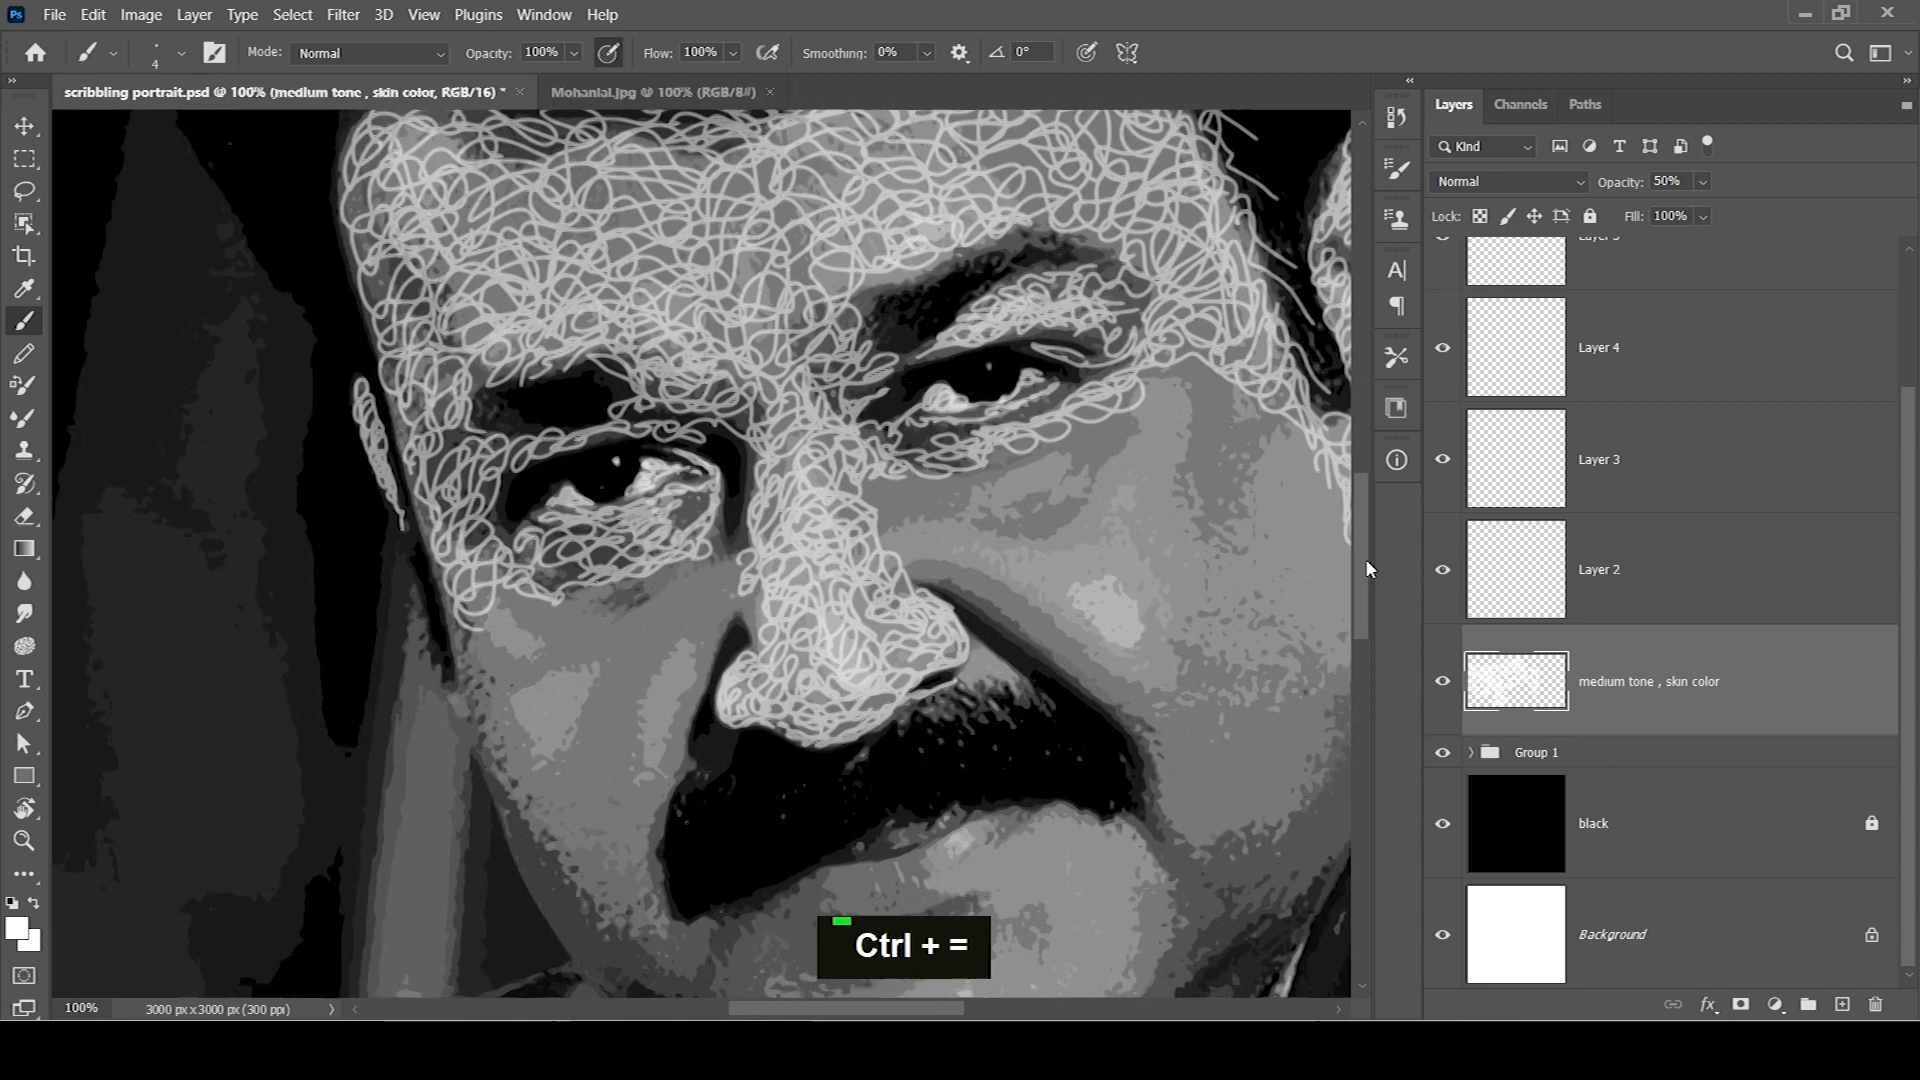 Ps File Edit Image Layer Type Select Filter 3D View Plugins Window Help
4 Mode: Normal Opacity: 100% Flow: 100% Smoothing: 0% 0°
scribbling portrait.psd @ 100% (medium tone , skin color, RGB/16) *
Mohanlal.jpg @ 100% (RGB/8#)
Layers Channels Paths
Kind
Normal Opacity: 50%
Lock: Fill: 100%
Layer 4
Layer 3
Layer 2
medium tone , skin color
Group 1
black
Background
Ctrl + =
100% 3000 px x 3000 px (300 ppi)